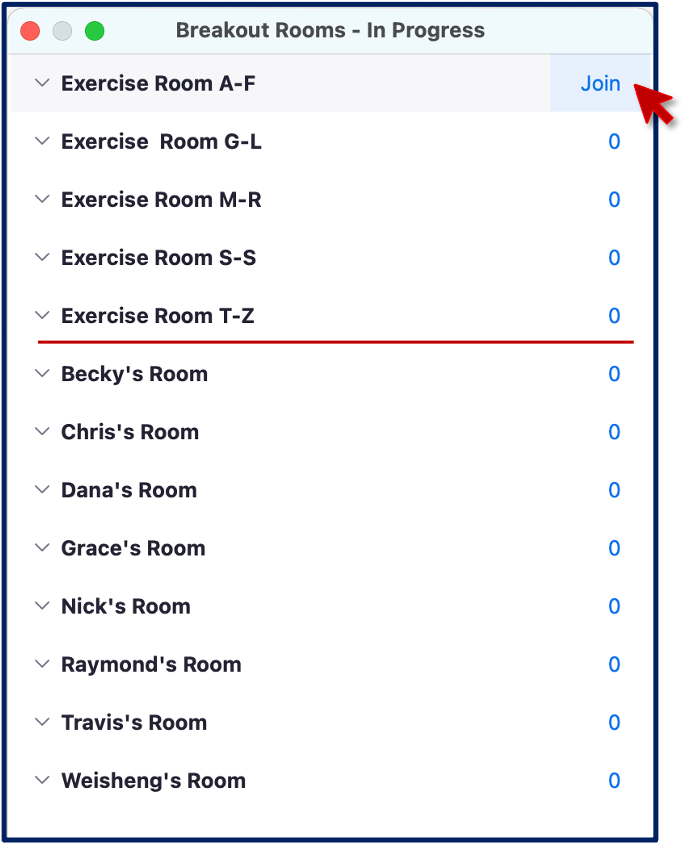 Breakout Rooms - In Progress
Exercise Room A-F Join
Exercise  Room G-L 0
Exercise Room M-R 0
Exercise Room S-S 0
Exercise Room T-Z 0
Becky's Room 0
Chris's Room 0
Dana's Room 0
Grace's Room 0
Nick's Room 0
Raymond's Room 0
Travis's Room 0
Weisheng's Room 0